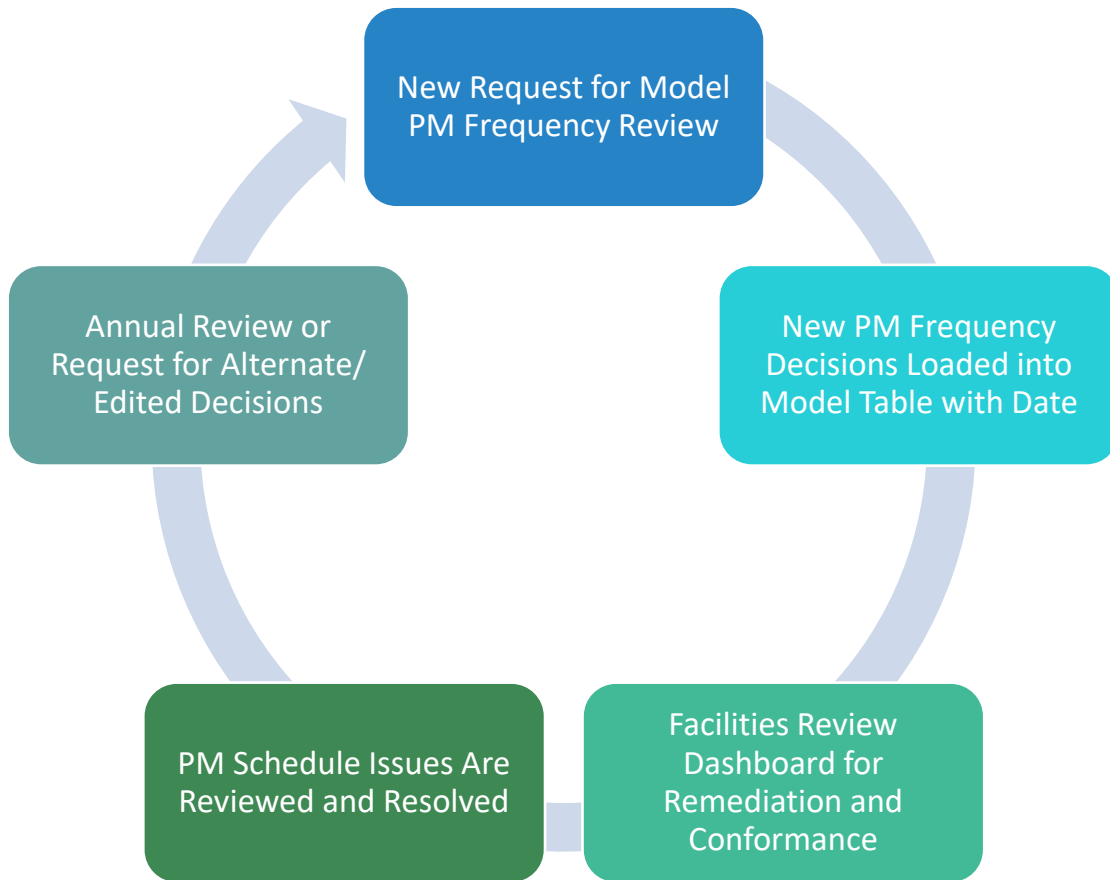 New Request for Model
PM Frequency Review
New PM Frequency
Decisions Loaded into
Model Table with Date
Facilities Review
Dashboard for
Remediation and
Conformance
PM Schedule Issues Are
Reviewed and Resolved
Annual Review or
Request for Alternate/
Edited Decisions